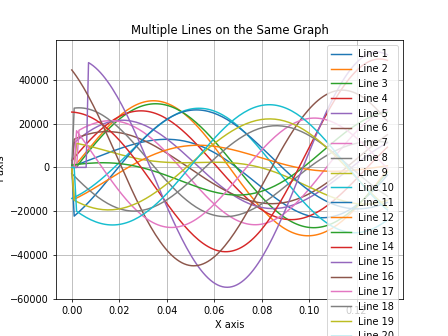 Multiple Lines on the Same Graph
40000
20000
0
−20000
−40000
−60000
0.00
0.02
0.04
0.06
0.08
0.10
X axis
Line 1
Line 2
Line 3
Line 4
Line 5
Line 6
Line 7
Line 8
Line 9
Line 10
Line 11
Line 12
Line 13
Line 14
Line 15
Line 16
Line 17
Line 18
Line 19
Line 20